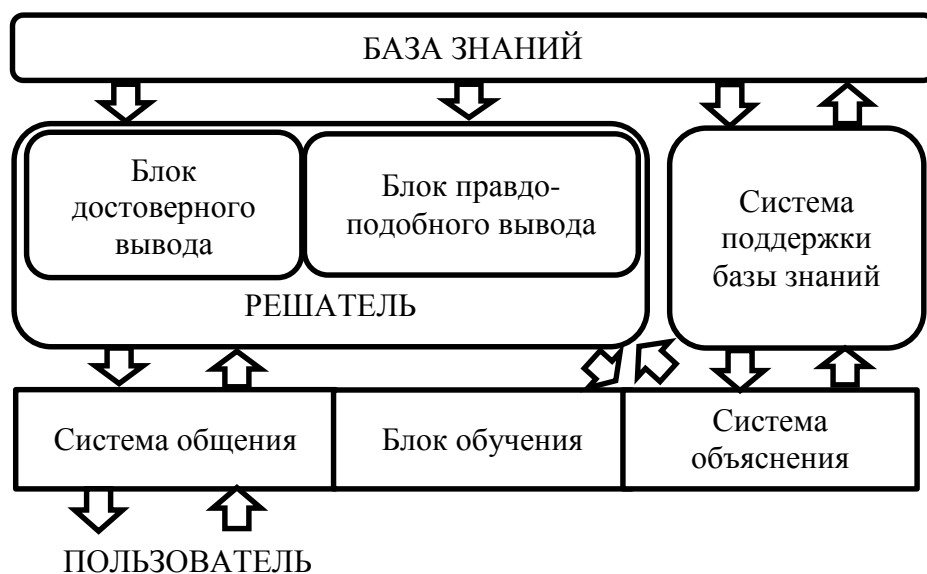 БАЗА ЗНАНИЙ
Блок
достоверного
вывода
Блок правдо-
подобного вывода
РЕШАТЕЛЬ
Система
поддержки
базы знаний
Система общения
Блок обучения
Система
объяснения
ПОЛЬЗОВАТЕЛЬ